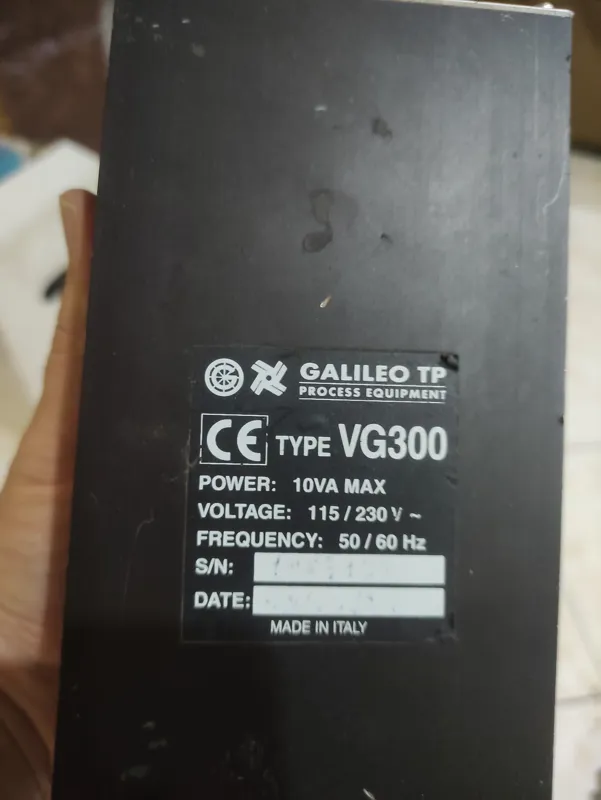 GALILEO TP
PROCESS EQUIPMENT
CE TYPE VG300
POWER: 10VA MAX
VOLTAGE: 115 / 230 V ~
FREQUENCY: 50 / 60 Hz
S/N:
DATE:
MADE IN ITALY